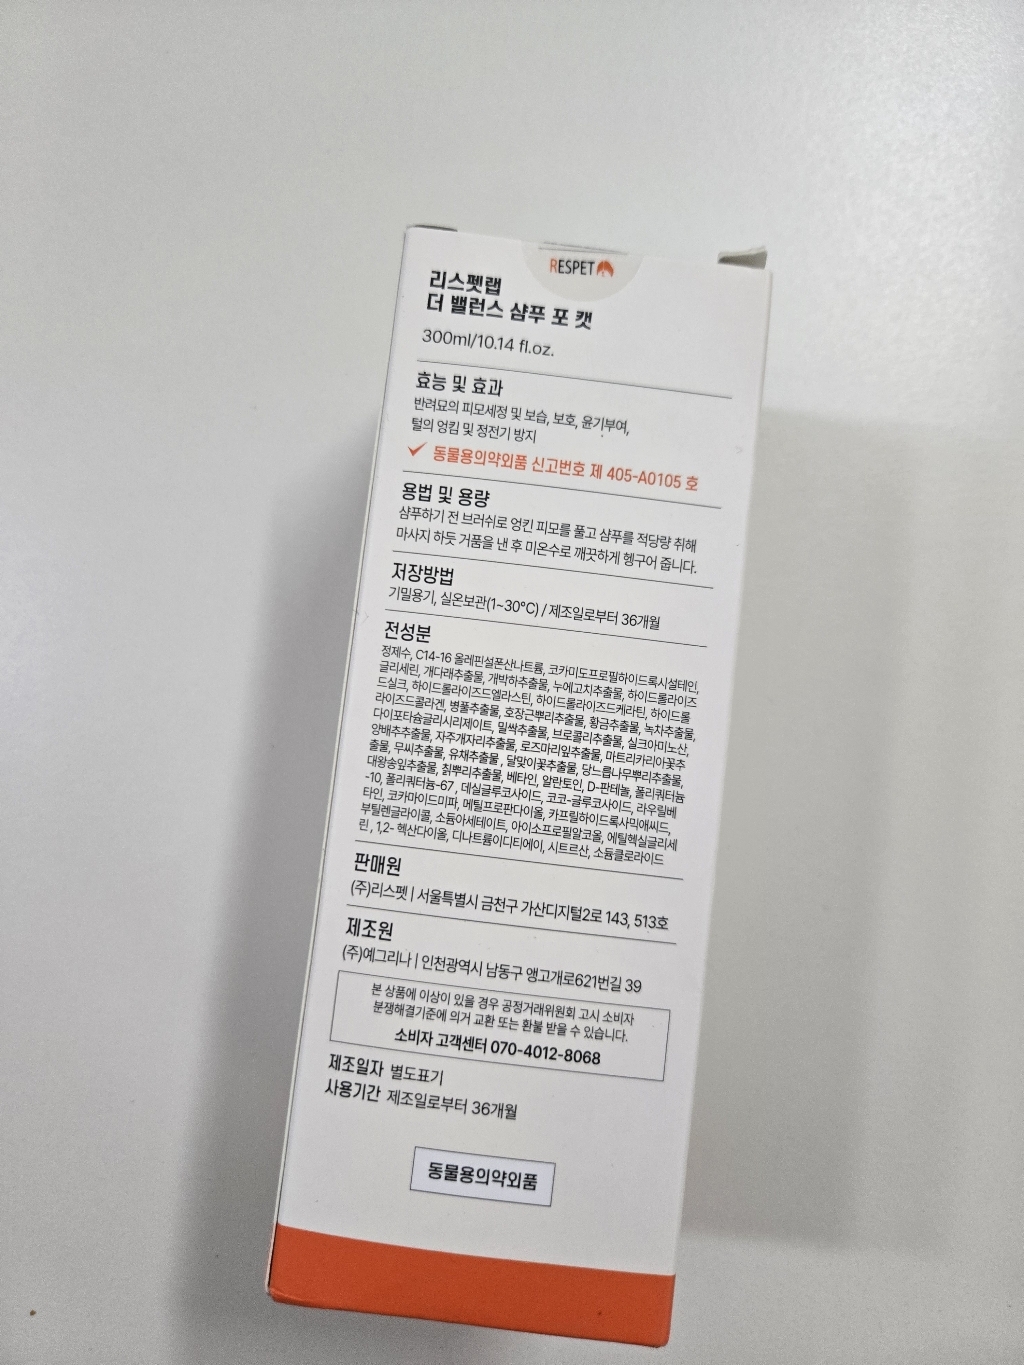 RESPET
리스펫랩
더 밸런스 샴푸 포 캣
300ml/10.14 fl.oz.
효능 및 효과
반려묘의 피모세정 및 보습, 보호, 윤기부여,
털의 엉킴 및 정전기 방지
동물용의약외품 신고번호 제 405-A0105 호
용법 및 용량
샴푸하기 전 브러쉬로 엉킨 피모를 풀고 샴푸를 적당량 취해
마사지 하듯 거품을 낸 후 미온수로 깨끗하게 헹구어 줍니다.
저장방법
기밀용기, 실온보관(1~30°C) / 제조일로부터 36개월
전성분
정제수, C14-16 올레핀설폰산나트륨, 코카미도프로필하이드록시설테인,
글리세린, 개다래추출물, 개박하추출물, 누에고치추출물, 하이드롤라이즈
드실크, 하이드롤라이즈드엘라스틴, 하이드롤라이즈드케라틴, 하이드롤
라이즈드콜라겐, 병풀추출물, 호장근뿌리추출물, 황금추출물, 녹차추출물,
다이포타슘글리시리제이트, 밀싹추출물, 브로콜리추출물, 실크아미노산,
양배추추출물, 자주개자리추출물, 로즈마리잎추출물, 마트리카리아꽃추
출물, 무씨추출물, 유채추출물, 달맞이꽃추출물, 당느릅나무뿌리추출물,
대왕송잎추출물, 칡뿌리추출물, 베타인, 알란토인, D-판테놀, 폴리쿼터늄
-10, 폴리쿼터늄-67, 데실글루코사이드, 코코-글루코사이드, 라우릴베
타인, 코카마이드미파, 메틸프로판다이올, 카프릴하이드록사믹애씨드,
부틸렌글라이콜, 소듐아세테이트, 아이소프로필알코올, 에틸헥실글리세
린, 1,2- 헥산다이올, 디나트륨이디티에이, 시트르산, 소듐클로라이드
판매원
(주)리스펫 | 서울특별시 금천구 가산디지털2로 143, 513호
제조원
(주)예그리나 | 인천광역시 남동구 앵고개로621번길 39
본 상품에 이상이 있을 경우 공정거래위원회 고시 소비자
분쟁해결기준에 의거 교환 또는 환불 받을 수 있습니다.
소비자 고객센터 070-4012-8068
제조일자 별도표기
사용기간 제조일로부터 36개월
동물용의약외품